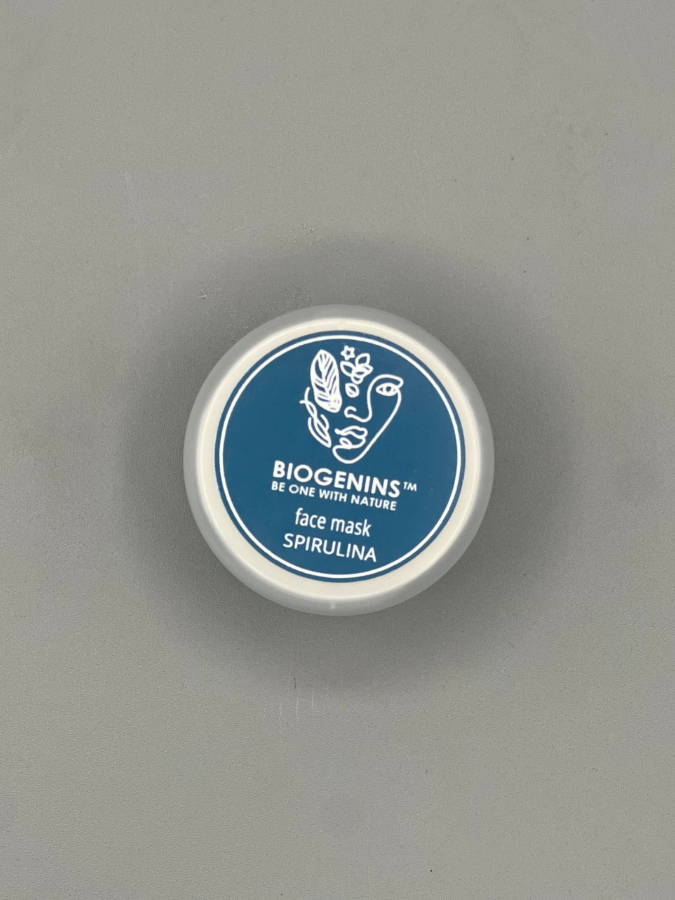 BIOGENINS™
BE ONE WITH NATURE
face mask
SPIRULINA